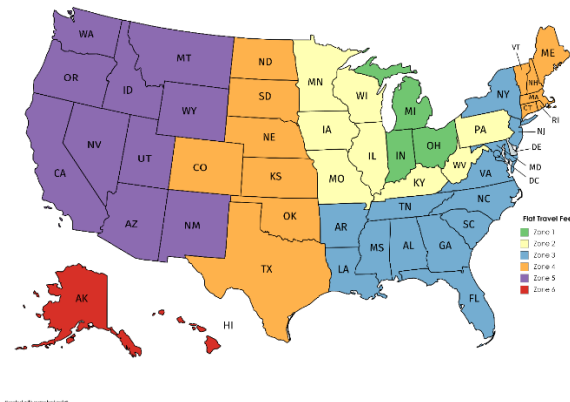 WA
MT
ND
MN
ME
VT
NH
OR
ID
SD
WI
NY
MA
CT
RI
WY
MI
IA
PA
NJ
NE
OH
DE
NV
UT
IL
IN
WV
MD
CO
VA
DC
CA
KS
MO
KY
NC
TN
OK
AR
SC
AZ
NM
MS
AL
GA
TX
LA
FL
AK
HI
Flat Travel Fee
Zone 1
Zone 2
Zone 3
Zone 4
Zone 5
Zone 6